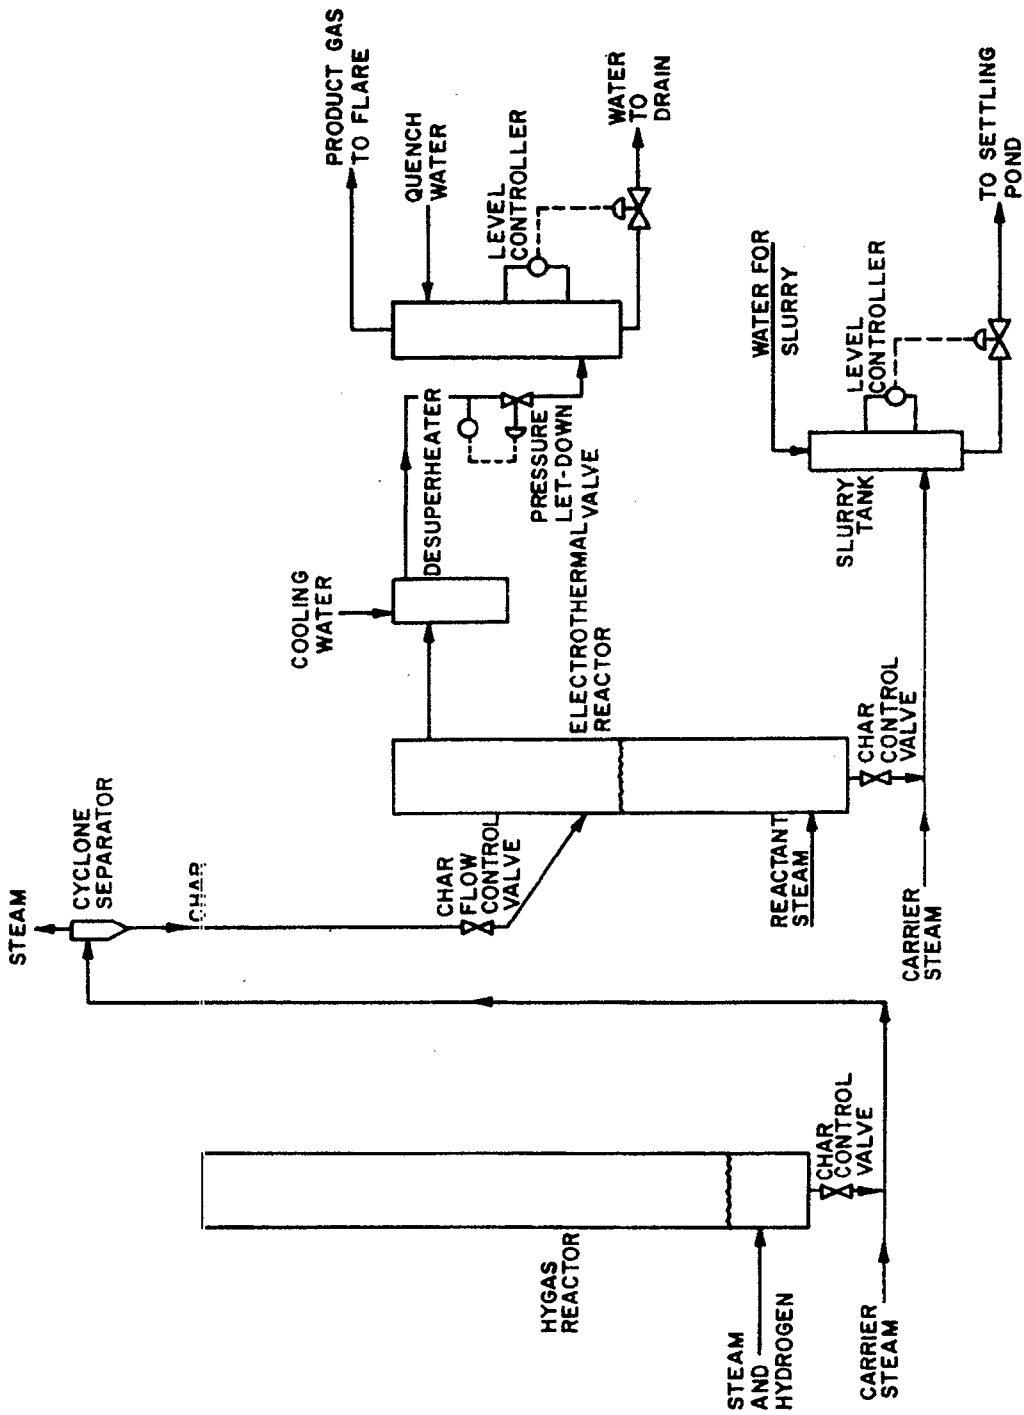 STEAM
CYCLONE
SEPARATOR
CHAR
CHAR
FLOW
CONTROL
VALVE
HYGAS
REACTOR
STEAM
AND
HYDROGEN
CHAR
CONTROL
VALVE
CARRIER
STEAM
COOLING
WATER
DESUPERHEATER
ELECTROTHERMAL
REACTOR
REACTANT
STEAM
CHAR
CONTROL
VALVE
CARRIER
STEAM
PRESSURE
LET-DOWN
VALVE
PRODUCT GAS
TO FLARE
QUENCH
WATER
LEVEL
CONTROLLER
WATER
TO
DRAIN
WATER FOR
SLURRY
LEVEL
CONTROLLER
SLURRY
TANK
TO SETTLING
POND